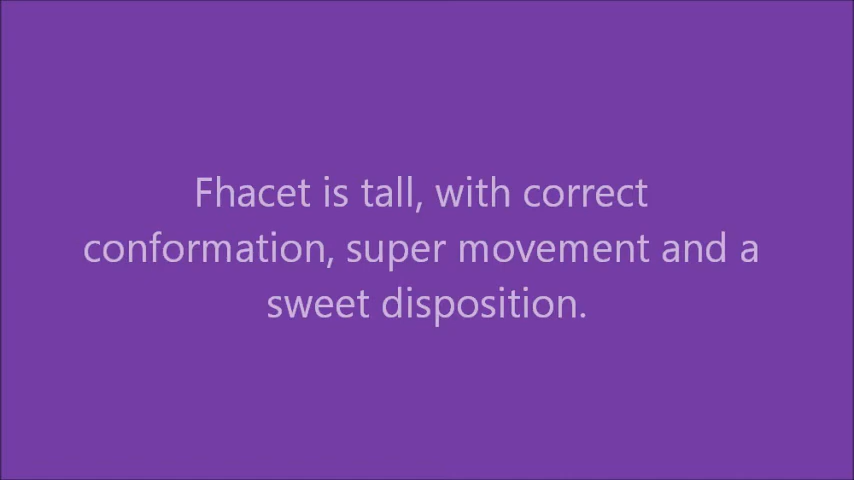 Fhacet is tall, with correct
conformation, super movement and a
sweet disposition.